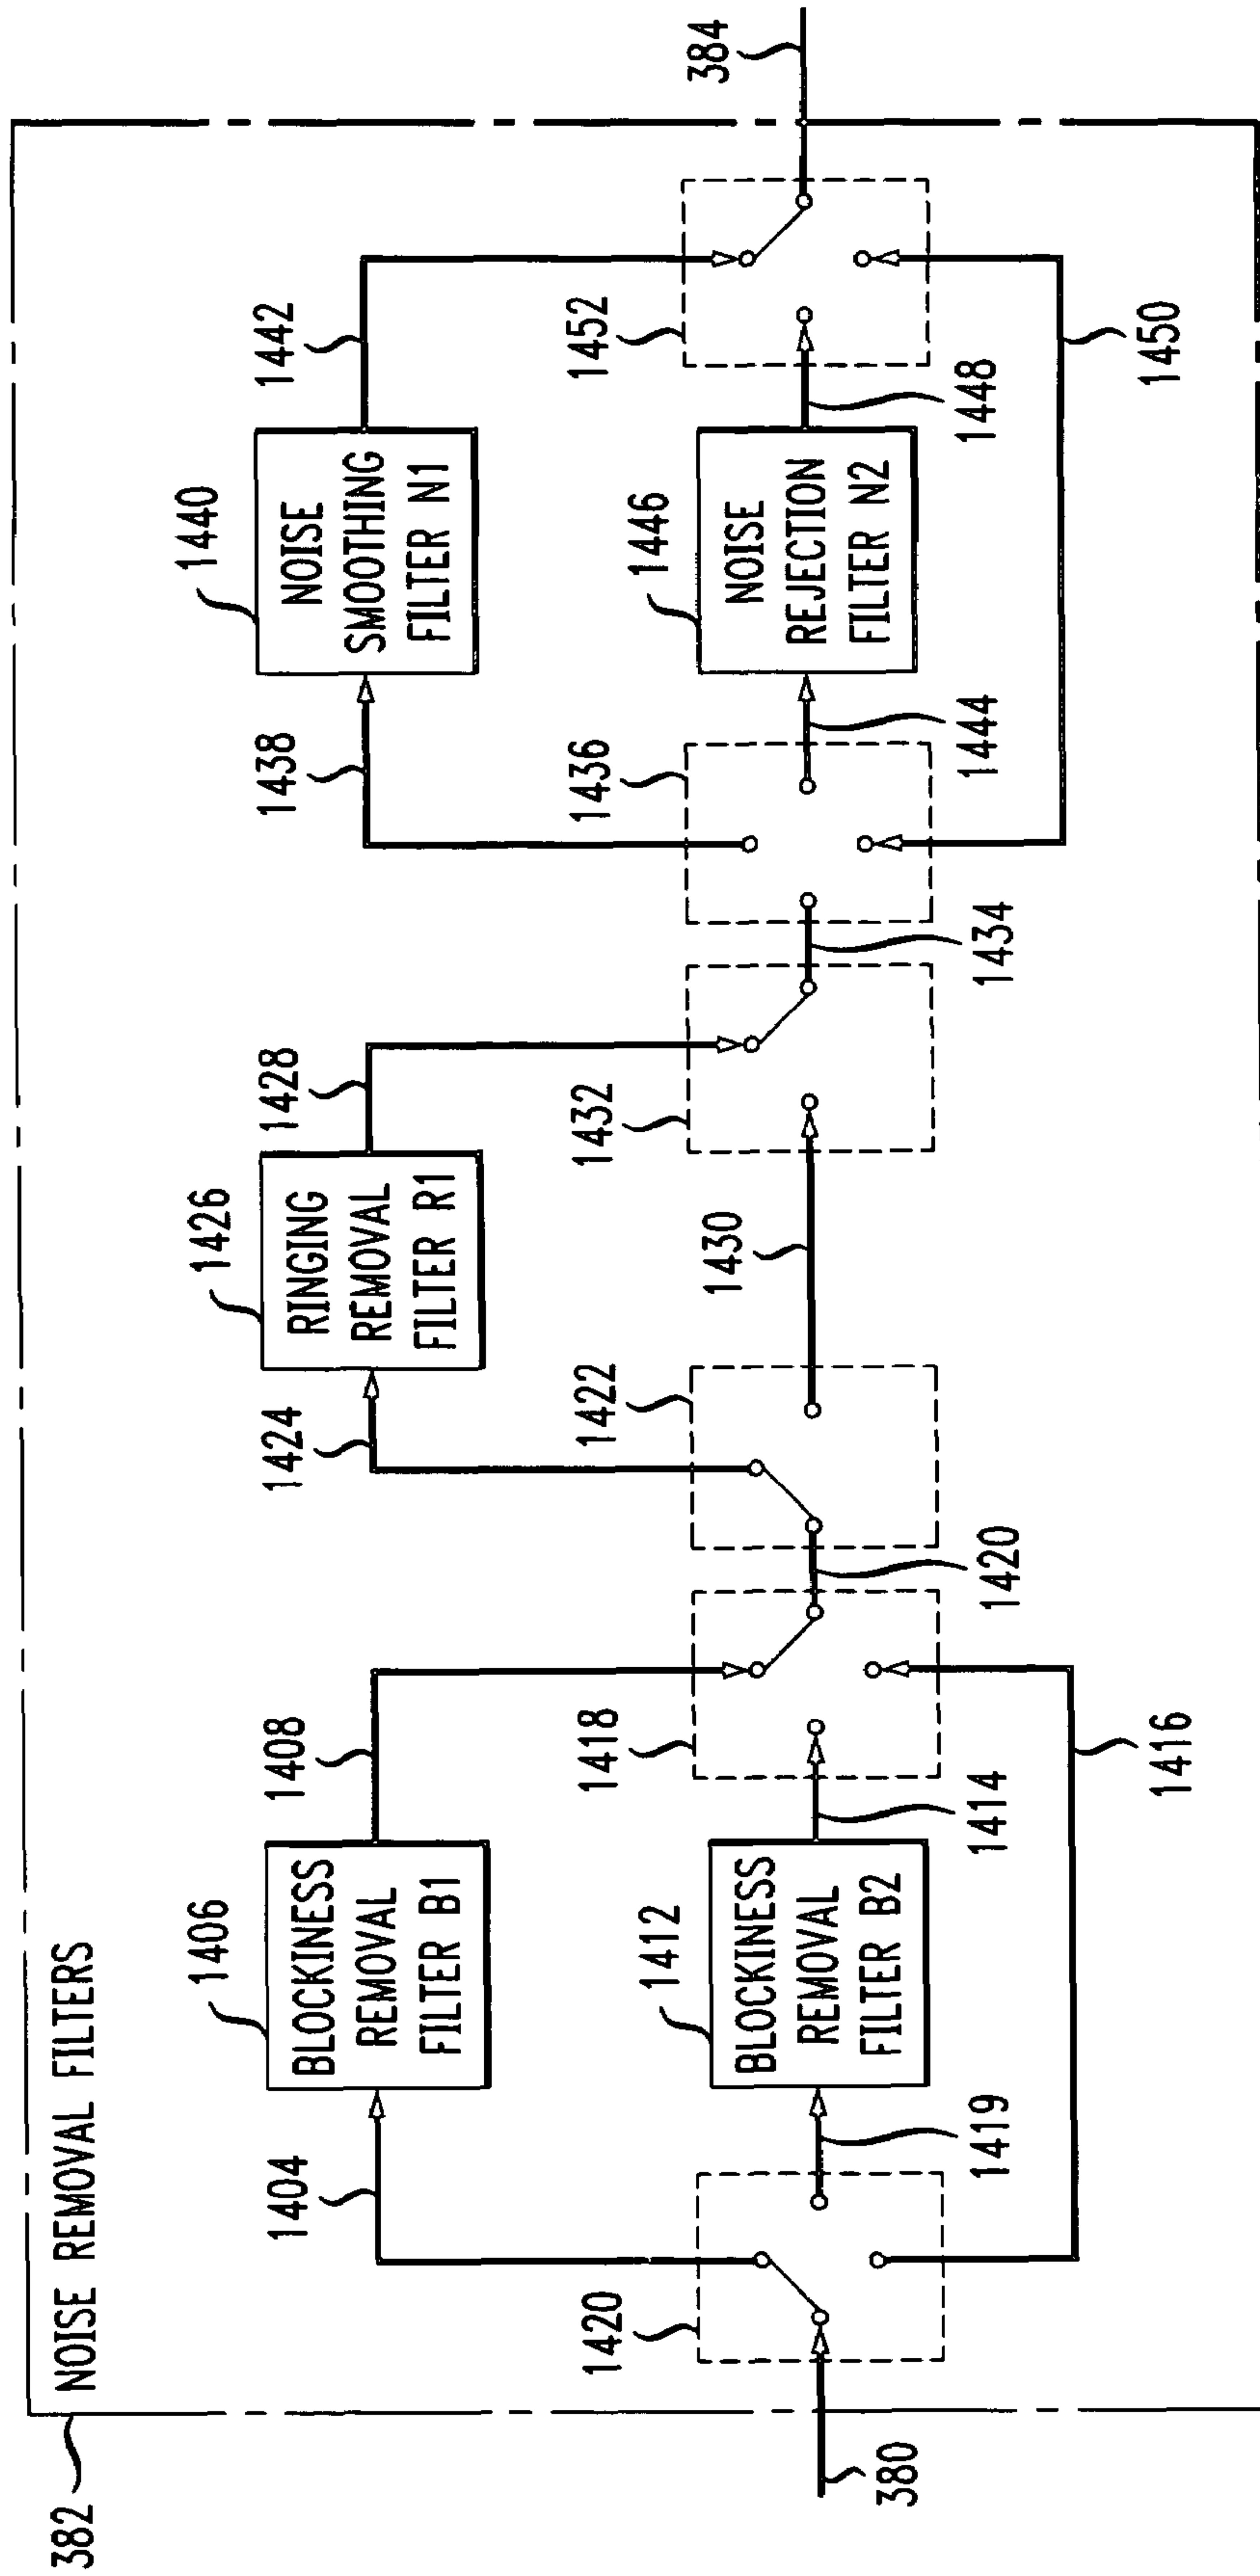 382
NOISE REMOVAL FILTERS
380
1420
1404
1406
BLOCKINESS
REMOVAL
FILTER B1
1408
1419
1412
BLOCKINESS
REMOVAL
FILTER B2
1414
1416
1418
1420
1422
1424
1426
RINGING
REMOVAL
FILTER R1
1428
1430
1432
1434
1436
1438
1440
NOISE
SMOOTHING
FILTER N1
1442
1444
1446
NOISE
REJECTION
FILTER N2
1448
1450
1452
384